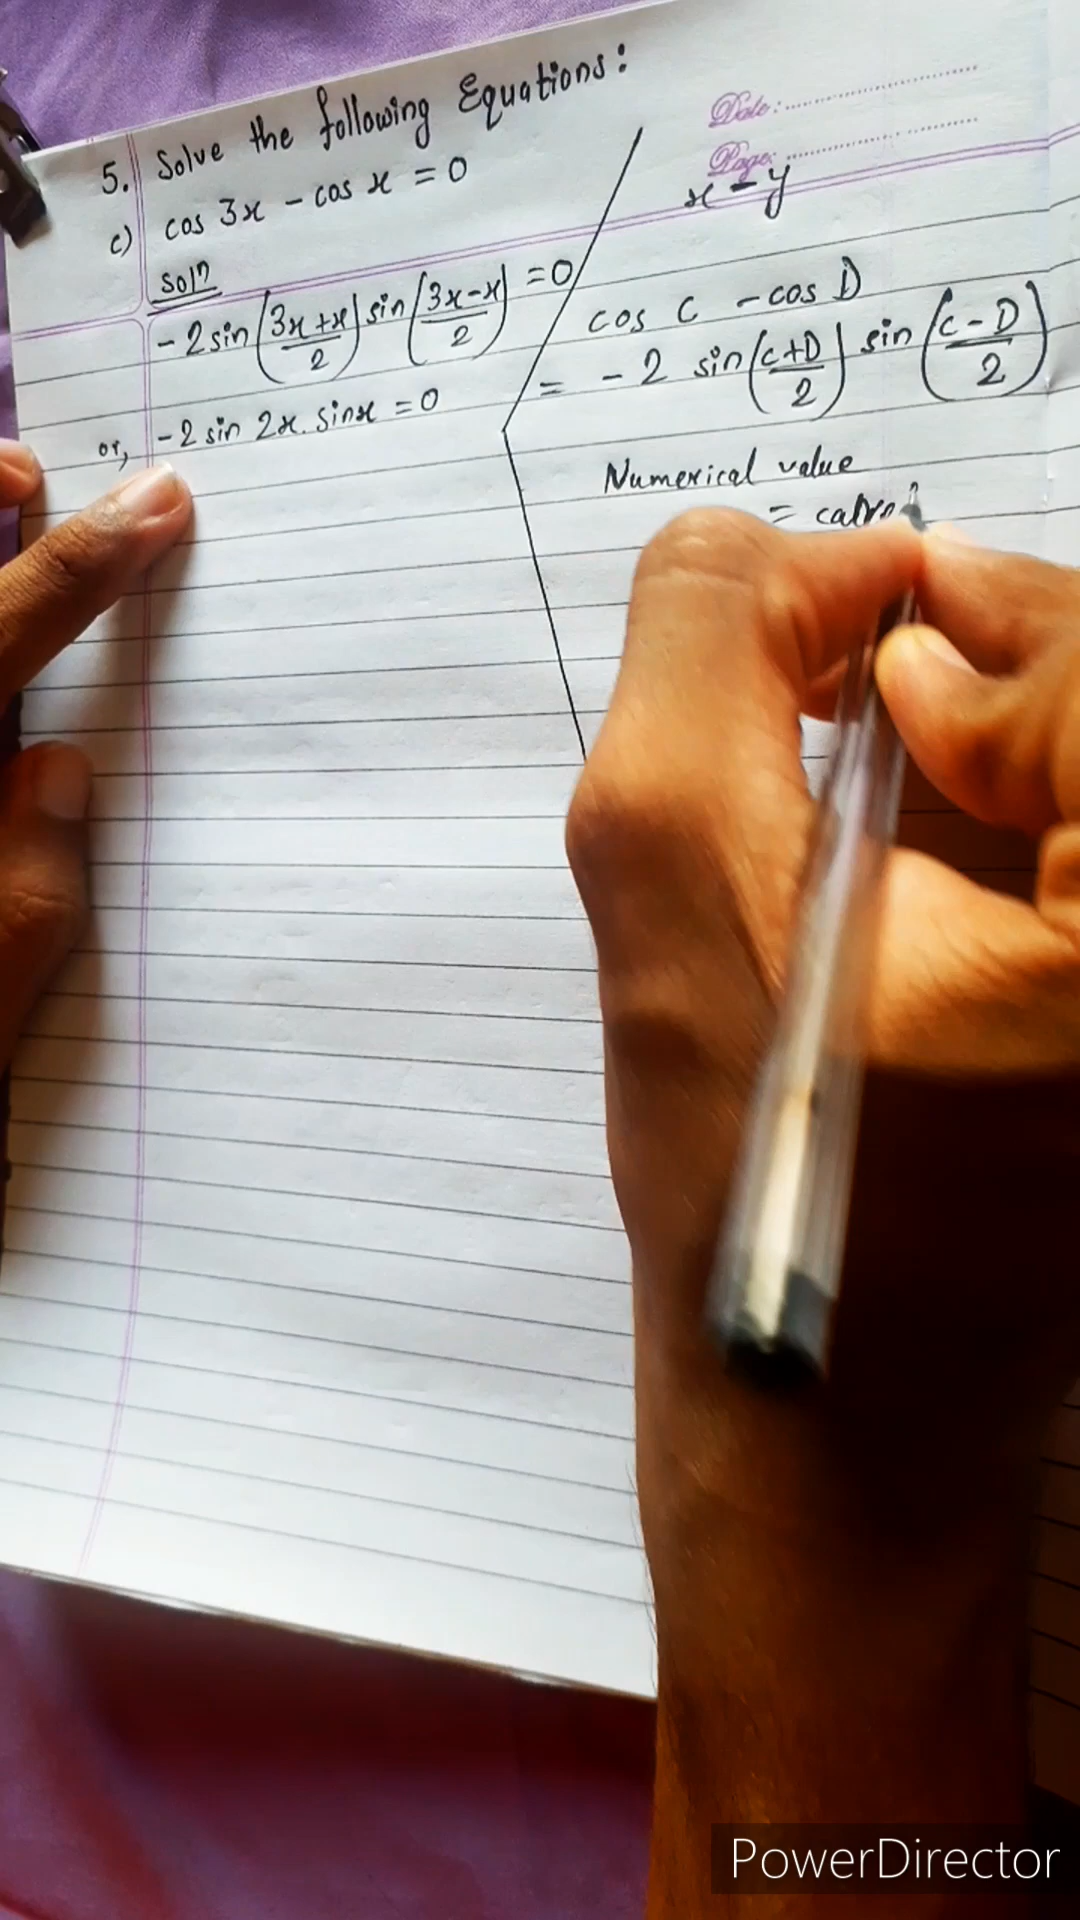 5. Solve the following Equations:
c) cos 3x - cos x = 0
Soln
-2 sin (3x+x/2) sin (3x-x/2) = 0
or, -2 sin 2x. sinx = 0
Date:
Page:
x - y
cos C - cos D
= -2 sin (C+D/2) sin (C-D/2)
Numerical value
=
PowerDirector